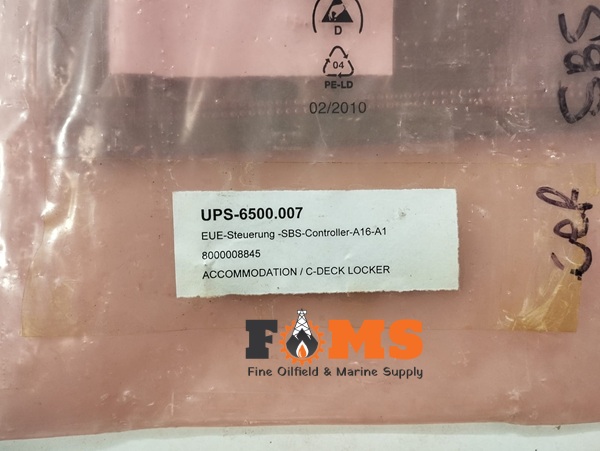 D
04
PE-LD
02/2010
SBS
UPS-6500.007
EUE-Steuerung -SBS-Controller-A16-A1
8000008845
ACCOMMODATION / C-DECK LOCKER
FOMS
Fine Oilfield & Marine Supply